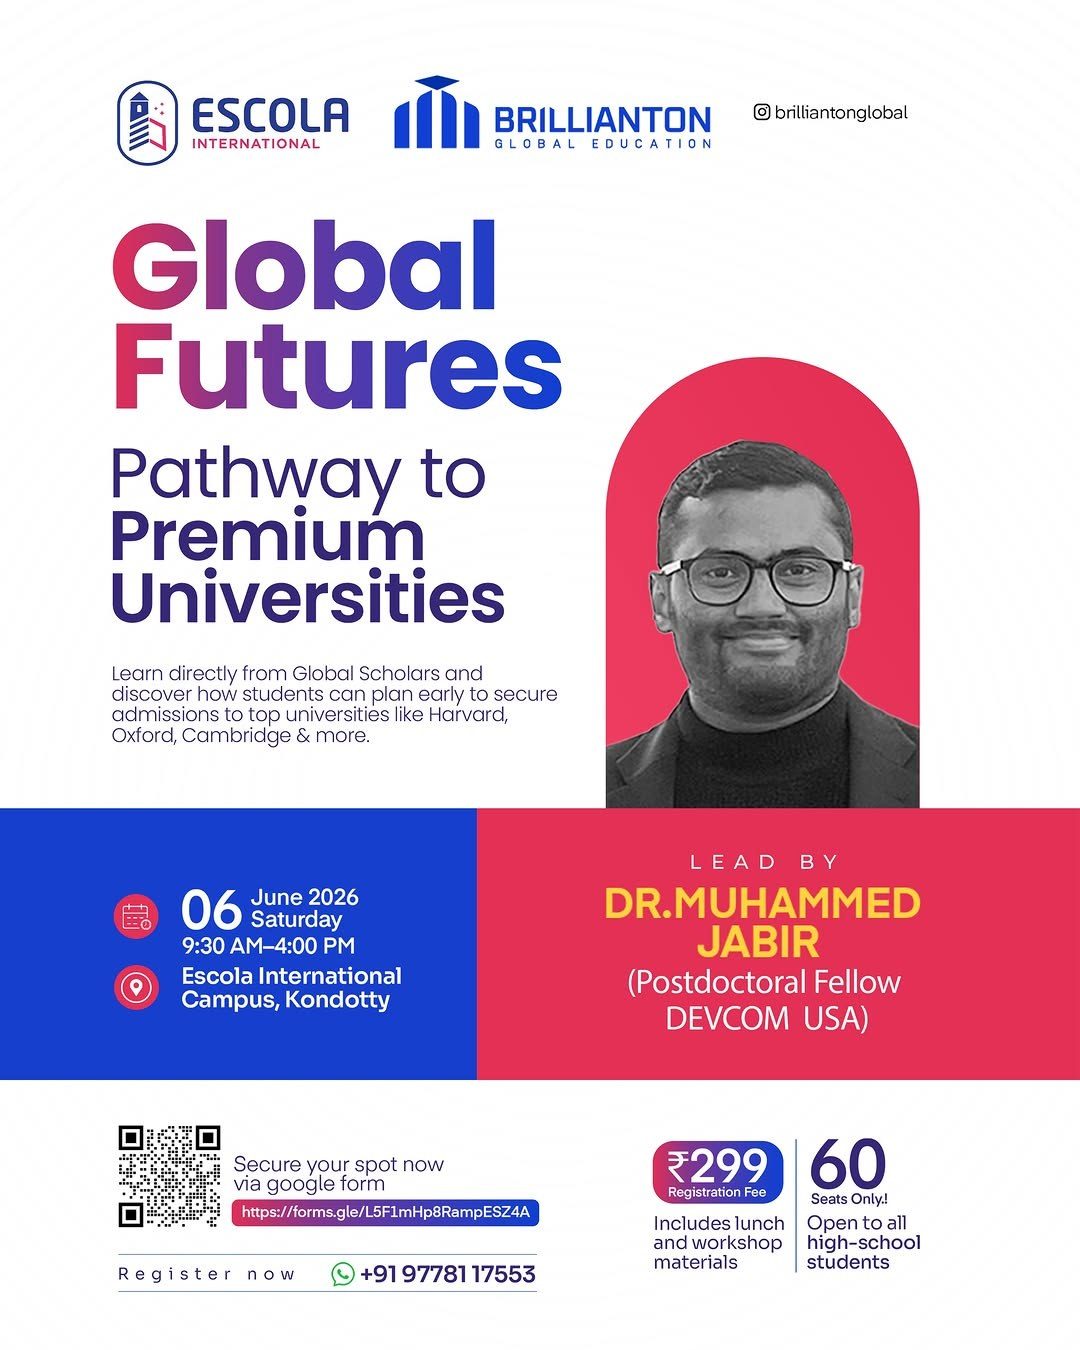 ESCOLA
INTERNATIONAL
BRILLIANTON
GLOBAL EDUCATION
brilliantonglobal
Global
Futures
Pathway to
Premium
Universities
Learn directly from Global Scholars and
discover how students can plan early to secure
admissions to top universities like Harvard,
Oxford, Cambridge & more.
06 June 2026
Saturday
9:30 AM–4:00 PM
Escola International
Campus, Kondotty
LEAD BY
DR.MUHAMMED
JABIR
(Postdoctoral Fellow
DEVCOM USA)
Secure your spot now
via google form
https://forms.gle/L5F1mHp8RampESZ4A
Register now
+91 97781 17553
₹299
Registration Fee
Includes lunch
and workshop
materials
60
Seats Only.!
Open to all
high-school
students